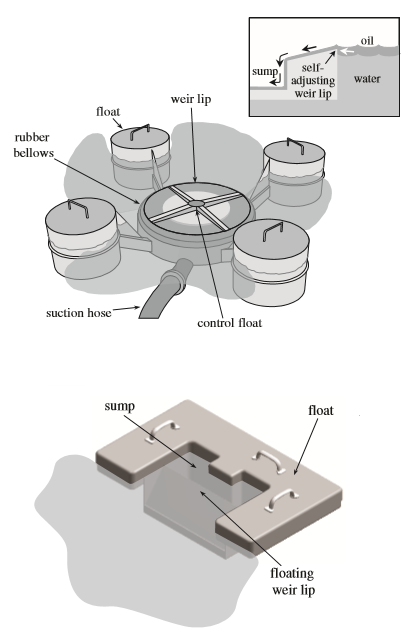 oil
sump
self-
adjusting
weir lip
water
weir lip
float
rubber
bellows
suction hose
control float
sump
float
floating
weir lip